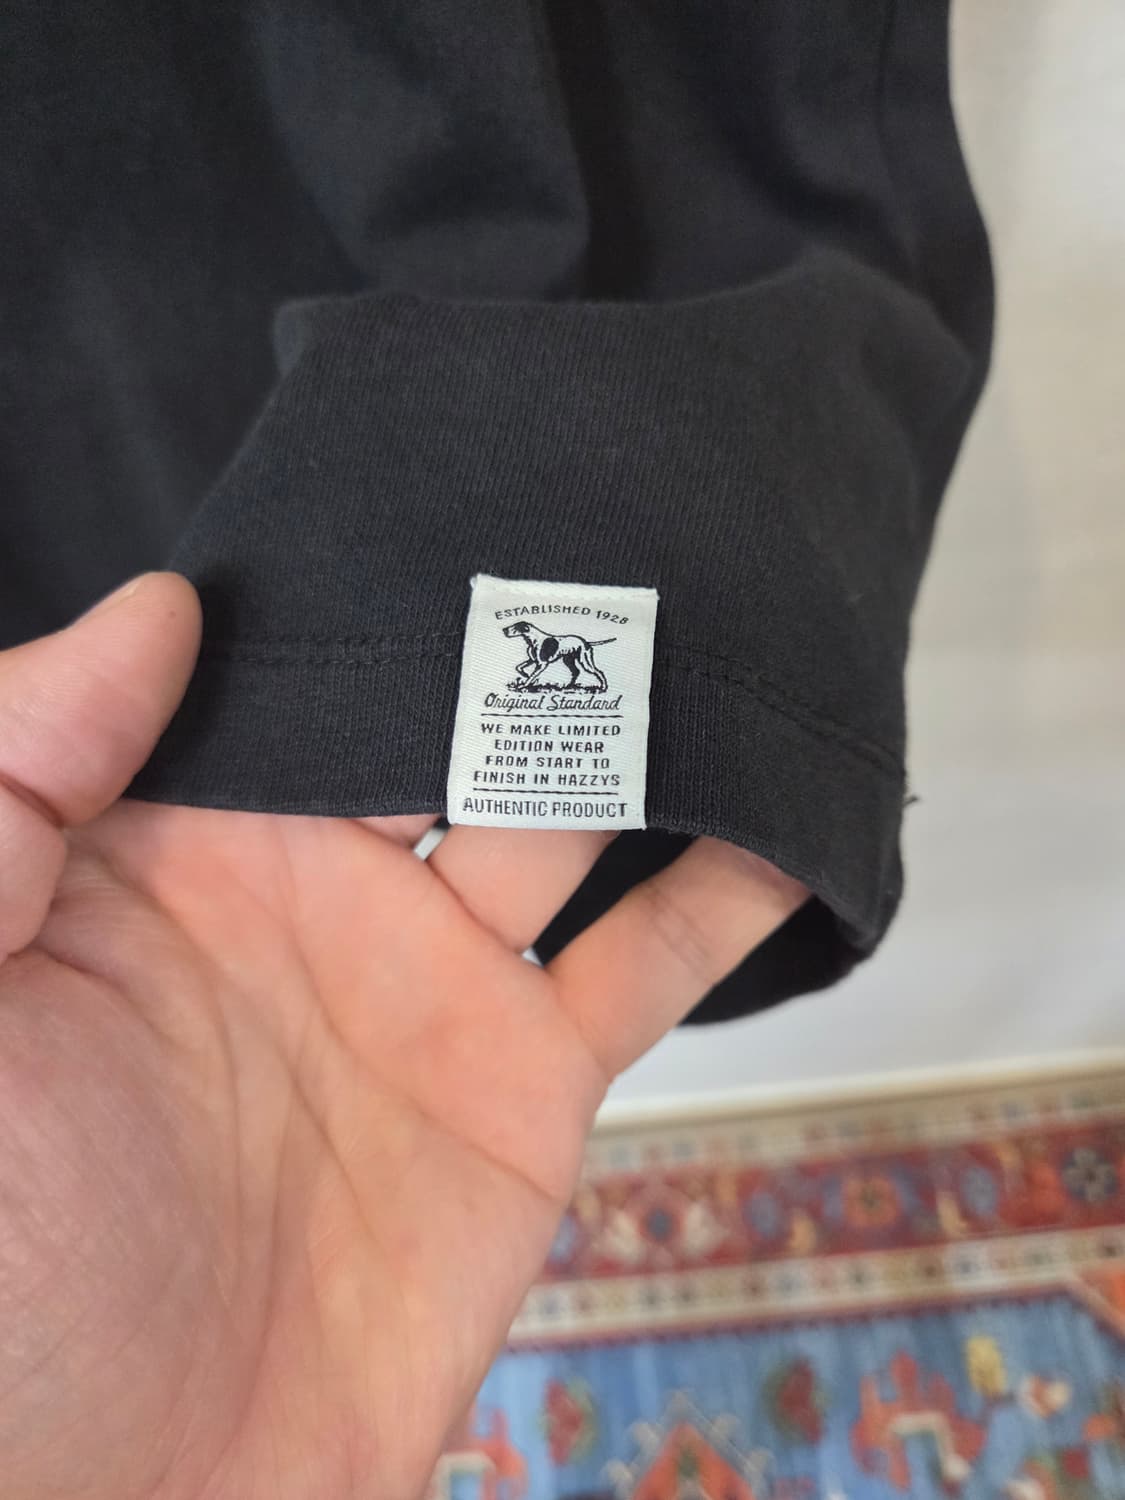 ESTABLISHED 1928
Original Standard
WE MAKE LIMITED
EDITION WEAR
FROM START TO
FINISH IN HAZZYS
AUTHENTIC PRODUCT